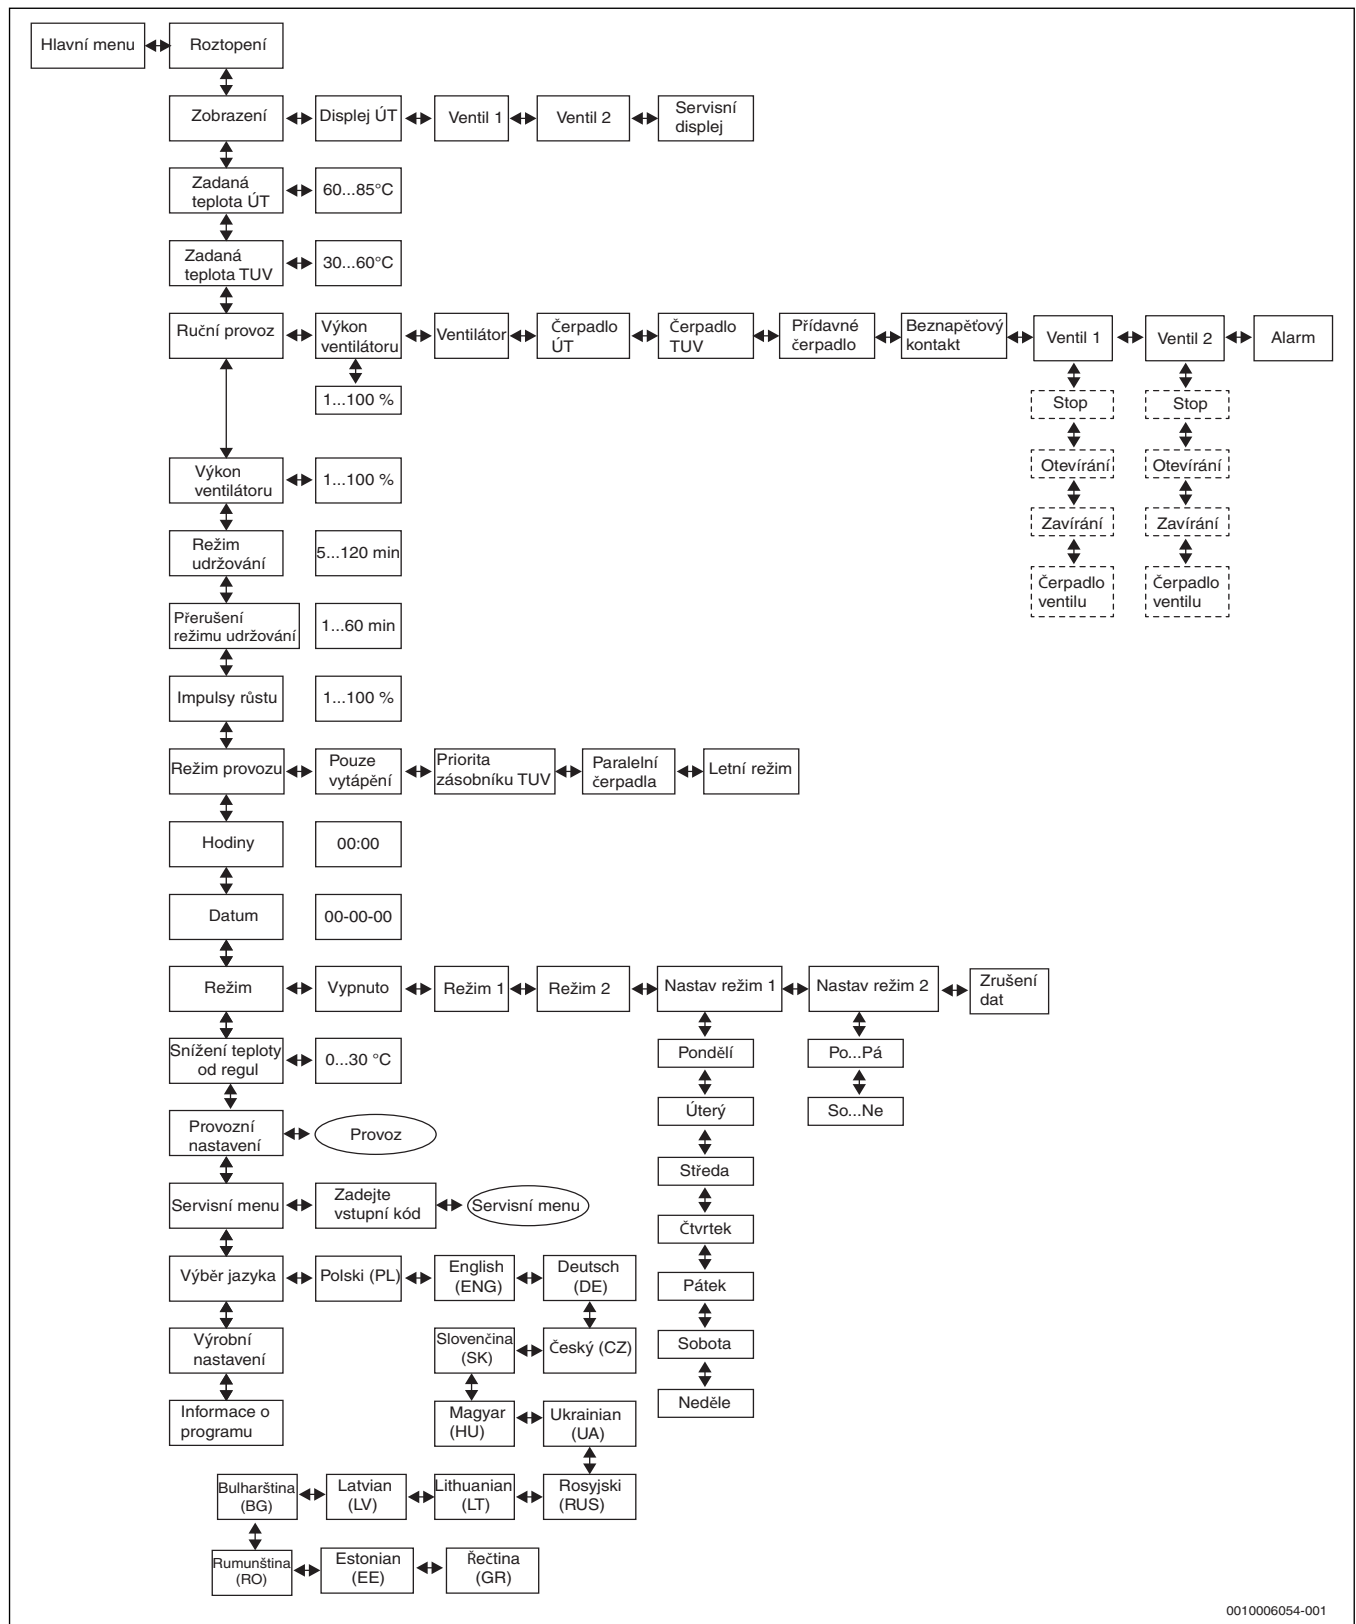 Hlavní menu
Roztopení
Zobrazení
Displej ÚT
Ventil 1
Ventil 2
Servisní
displej
Zadaná
teplota ÚT
60...85°C
Zadaná
teplota TUV
30...60°C
Ruční provoz
Výkon
ventilátoru
Ventilátor
Čerpadlo
ÚT
Čerpadlo
TUV
Přídavné
čerpadlo
Beznapěťový
kontakt
Ventil 1
Ventil 2
Alarm
1...100 %
Stop
Stop
Otevírání
Otevírání
Zavírání
Zavírání
Čerpadlo
ventilu
Čerpadlo
ventilu
Výkon
ventilátoru
1...100 %
Režim
udržování
5...120 min
Přerušení
režimu udržování
1...60 min
Impulsy růstu
1...100 %
Režim provozu
Pouze
vytápění
Priorita
zásobníku TUV
Paralelní
čerpadla
Letní režim
Hodiny
00:00
Datum
00-00-00
Režim
Vypnuto
Režim 1
Režim 2
Nastav režim 1
Nastav režim 2
Zrušení
dat
Snížení teploty
od regul
0...30 °C
Pondělí
Po...Pá
Úterý
So...Ne
Středa
Čtvrtek
Pátek
Sobota
Neděle
Provozní
nastavení
Provoz
Servisní menu
Zadejte
vstupní kód
Servisní menu
Výběr jazyka
Polski (PL)
English
(ENG)
Deutsch
(DE)
Výrobní
nastavení
Slovenčina
(SK)
Český (CZ)
Informace o
programu
Magyar
(HU)
Ukrainian
(UA)
Bulharština
(BG)
Latvian
(LV)
Lithuanian
(LT)
Rosyjski
(RUS)
Rumunština
(RO)
Estonian
(EE)
Řečtina
(GR)
0010006054-001